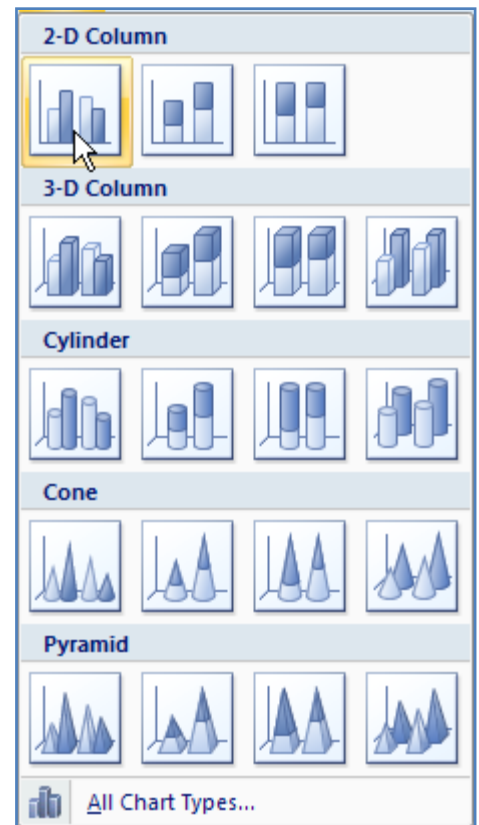 2-D Column
3-D Column
Cylinder
Cone
Pyramid
All Chart Types...